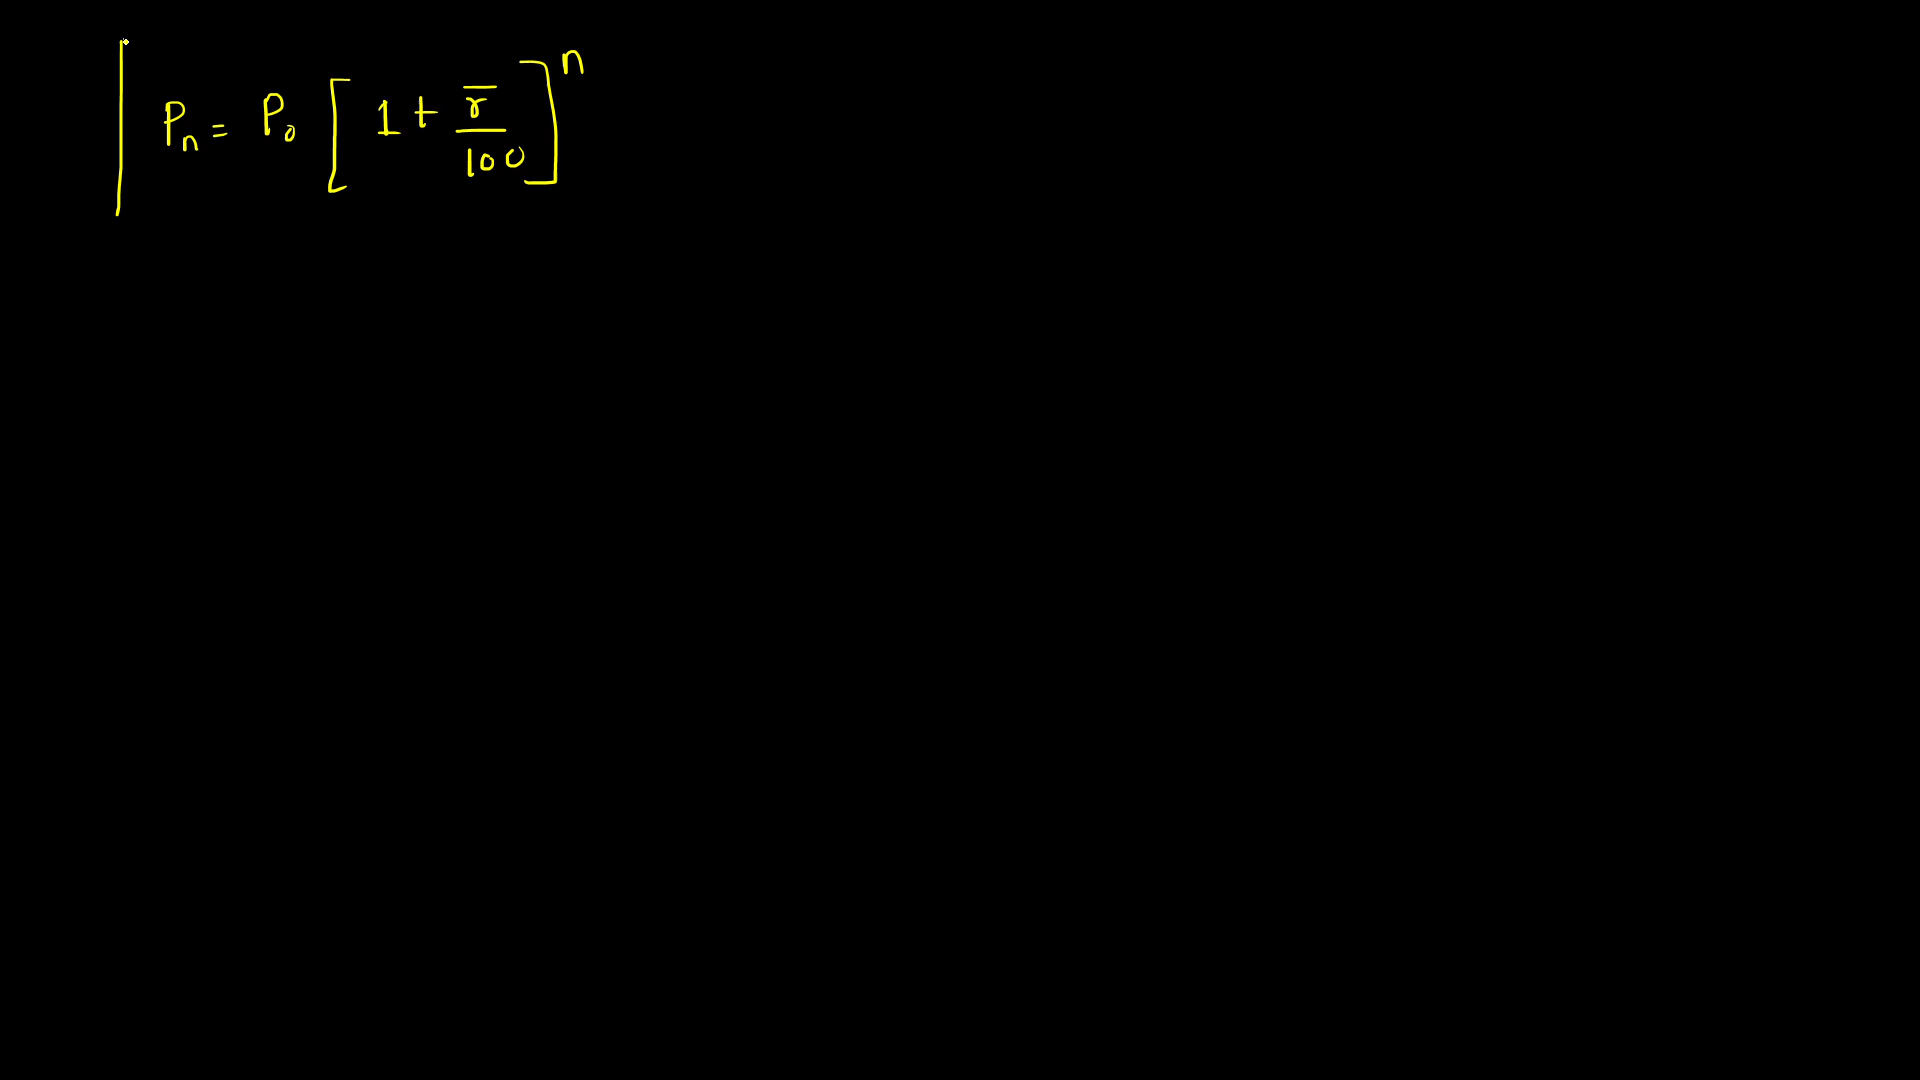 Pₙ = P₀ [ 1 + r̅/100 ]ⁿ